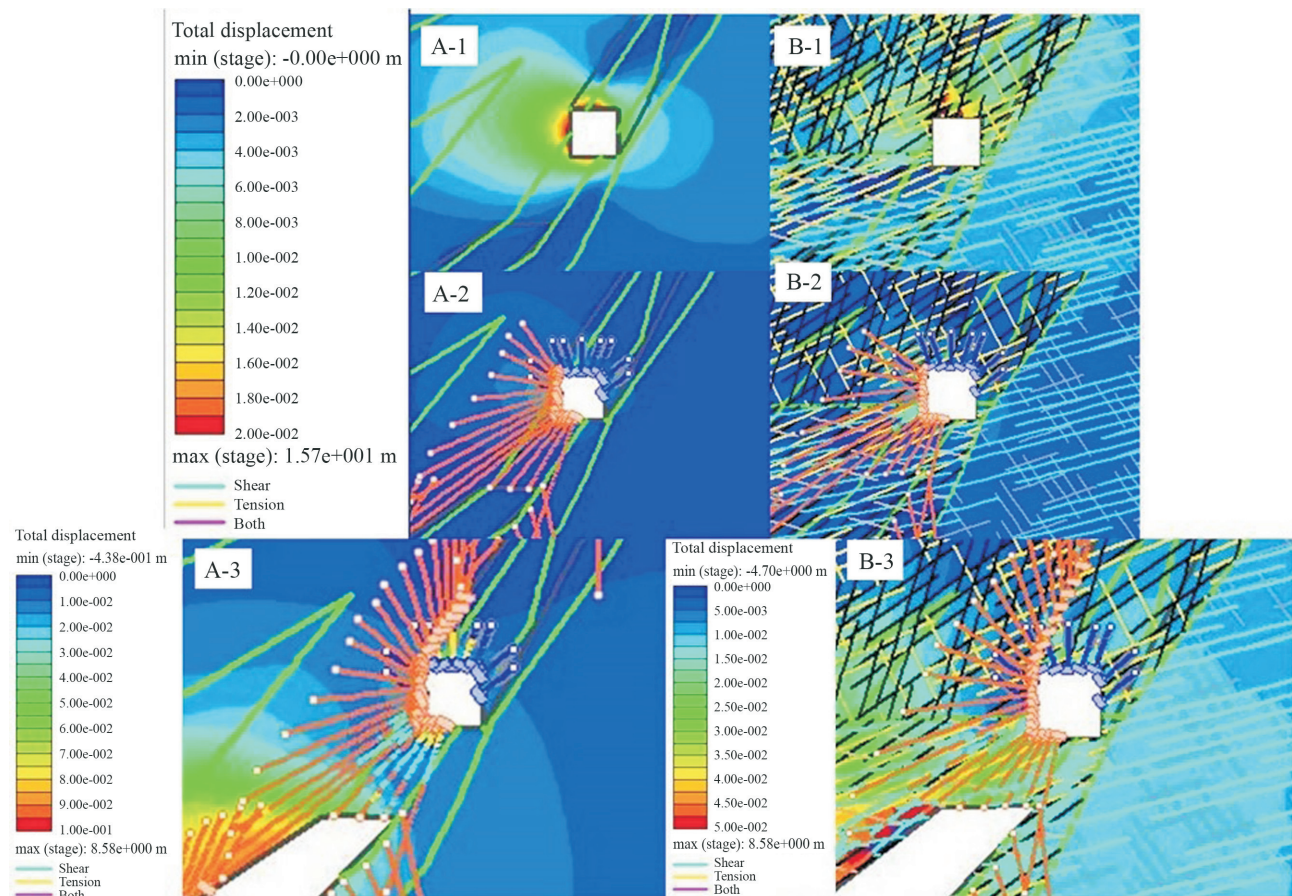 Total displacement
min (stage): -0.00e+000 m
0.00e+000
2.00e-003
4.00e-003
6.00e-003
8.00e-003
1.00e-002
1.20e-002
1.40e-002
1.60e-002
1.80e-002
2.00e-002
max (stage): 1.57e+001 m
Shear
Tension
Both
A-1
B-1
A-2
B-2
Total displacement
min (stage): -4.38e-001 m
0.00e+000
1.00e-002
2.00e-002
3.00e-002
4.00e-002
5.00e-002
6.00e-002
7.00e-002
8.00e-002
9.00e-002
1.00e-001
max (stage): 8.58e+000 m
Shear
Tension
Both
A-3
Total displacement
min (stage): -4.70e+000 m
0.00e+000
5.00e-003
1.00e-002
1.50e-002
2.00e-002
2.50e-002
3.00e-002
3.50e-002
4.00e-002
4.50e-002
5.00e-002
max (stage): 8.58e+000 m
Shear
Tension
Both
B-3